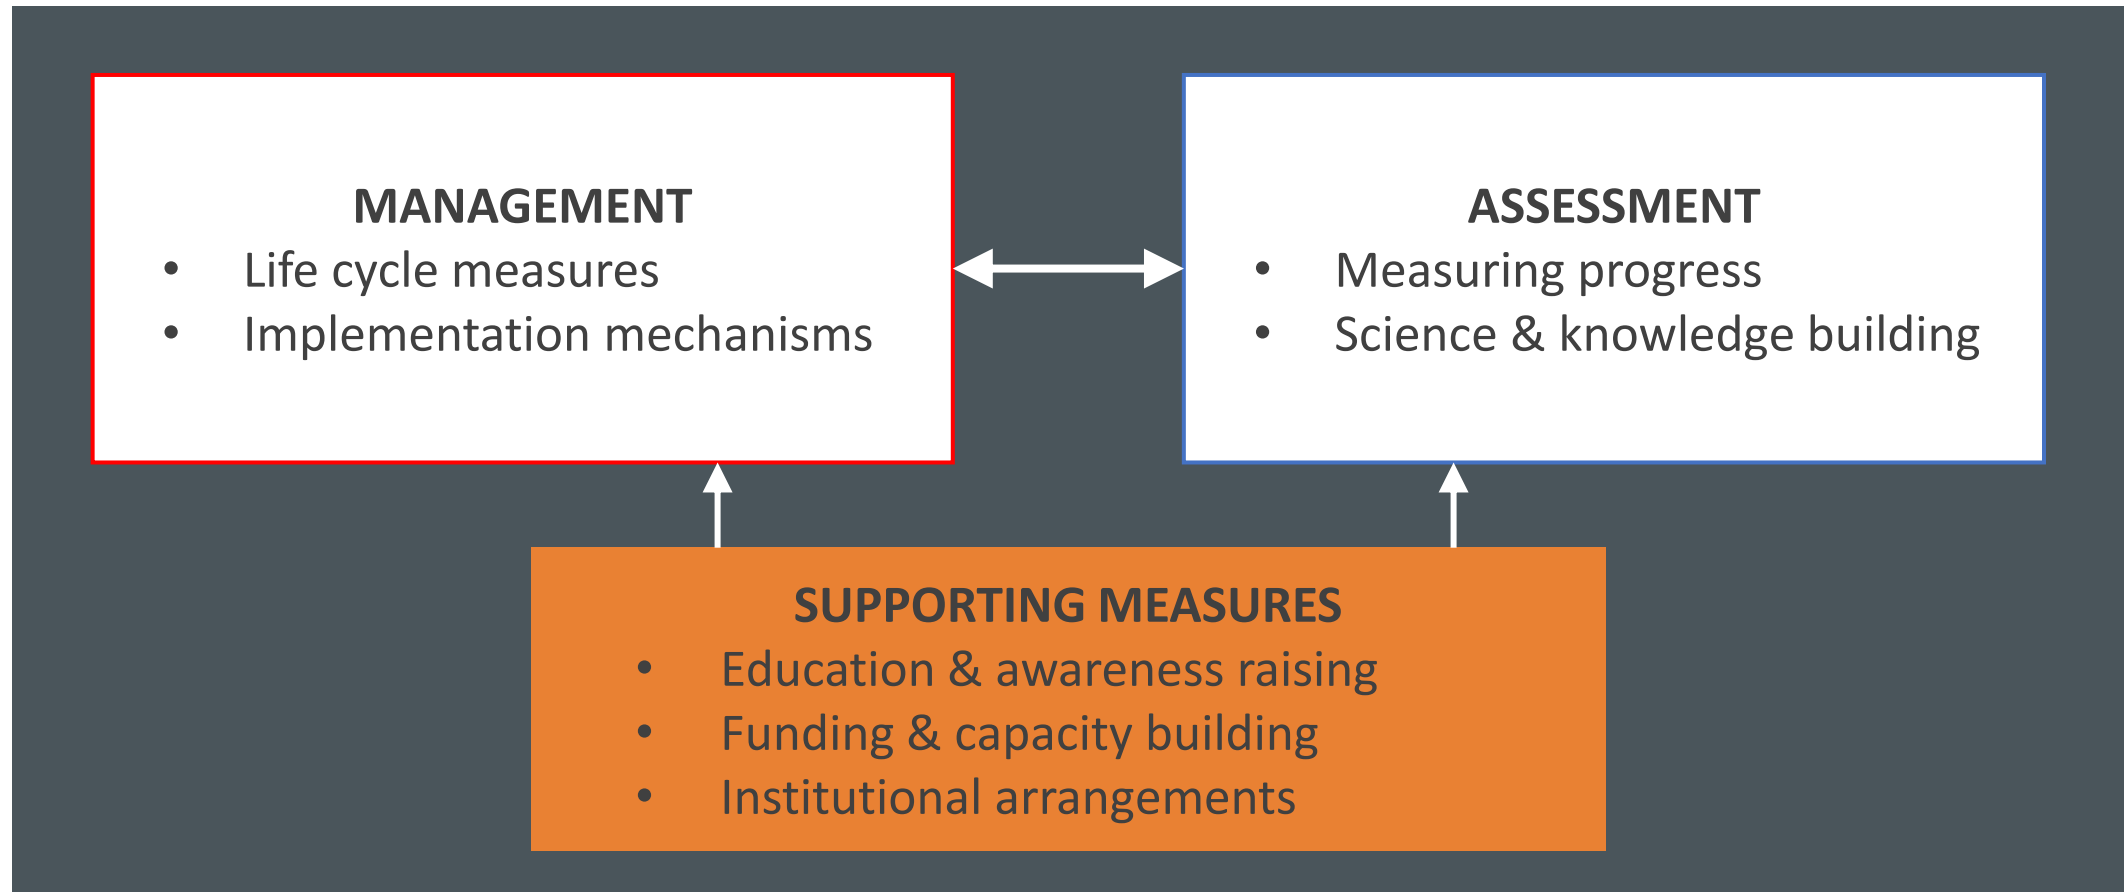 MANAGEMENT
• Life cycle measures
• Implementation mechanisms
ASSESSMENT
• Measuring progress
• Science & knowledge building
SUPPORTING MEASURES
• Education & awareness raising
• Funding & capacity building
• Institutional arrangements